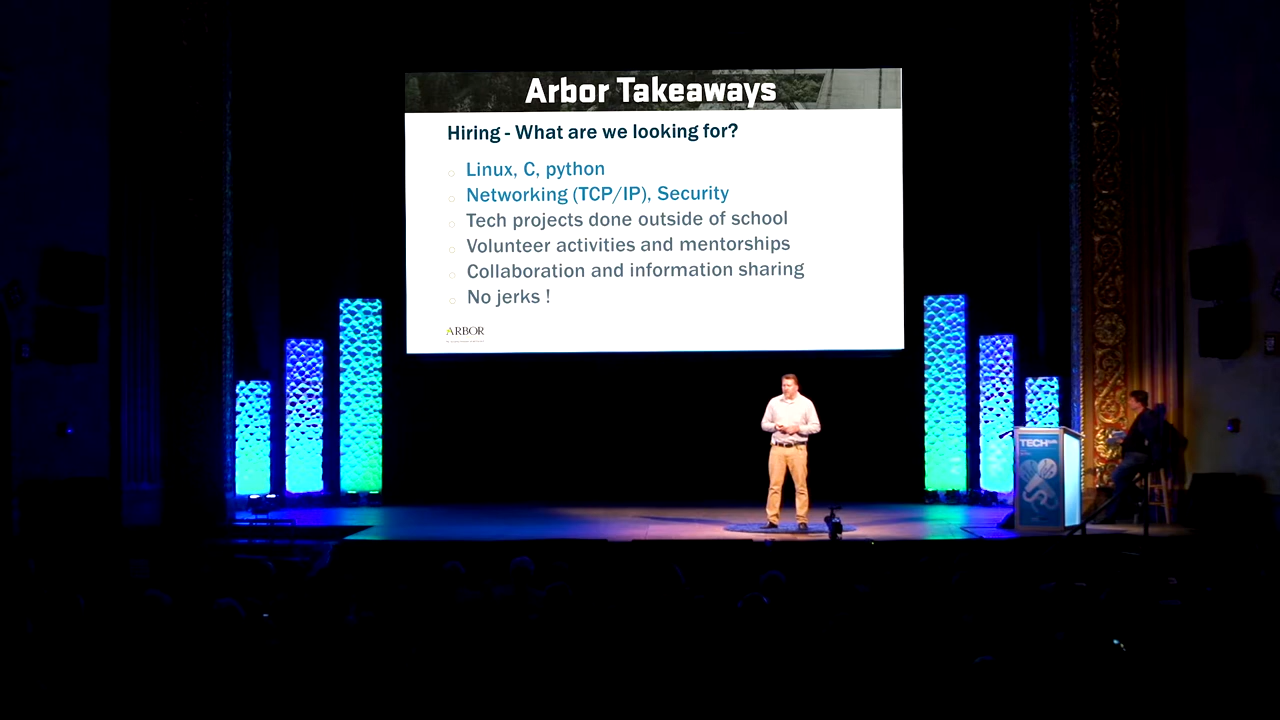 Arbor Takeaways
Hiring - What are we looking for?
Linux, C, python
Networking (TCP/IP), Security
Tech projects done outside of school
Volunteer activities and mentorships
Collaboration and information sharing
No jerks !
ARBOR
TECH